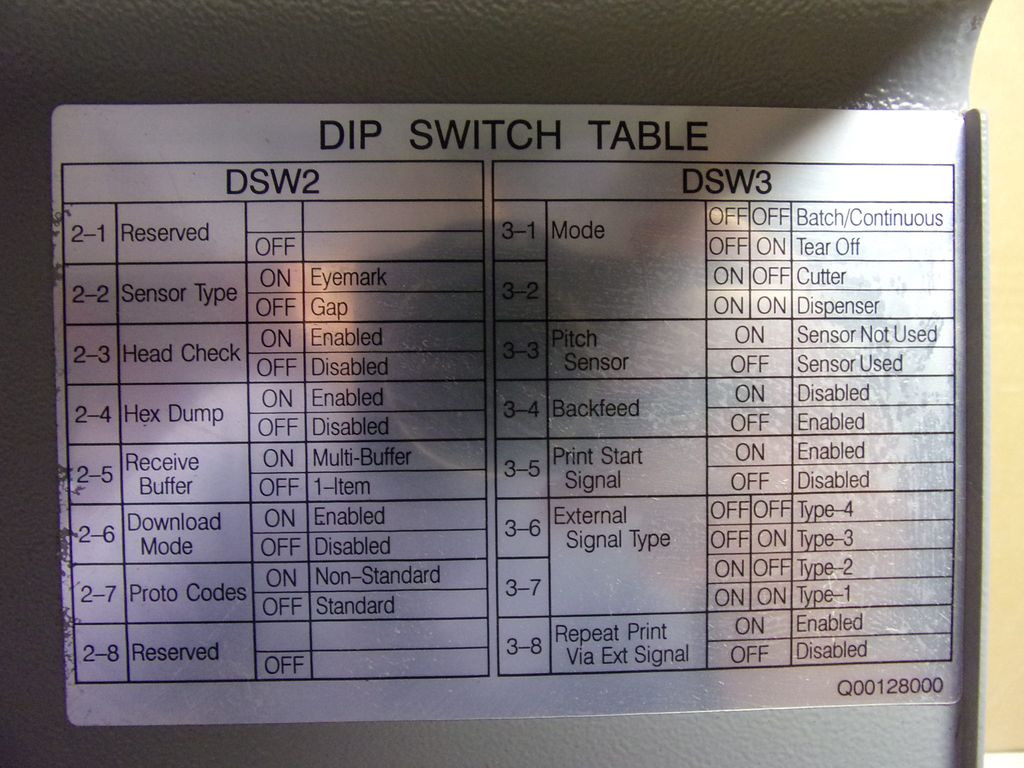 DIP SWITCH TABLE
DSW2
2–1 Reserved
OFF
2–2 Sensor Type ON Eyemark
OFF Gap
2–3 Head Check ON Enabled
OFF Disabled
2–4 Hex Dump ON Enabled
OFF Disabled
2–5 Receive Buffer ON Multi-Buffer
OFF 1–Item
2–6 Download Mode ON Enabled
OFF Disabled
2–7 Proto Codes ON Non–Standard
OFF Standard
2–8 Reserved
OFF
DSW3
3–1 Mode OFF OFF Batch/Continuous
OFF ON Tear Off
3–2 ON OFF Cutter
ON ON Dispenser
3–3 Pitch Sensor ON Sensor Not Used
OFF Sensor Used
3–4 Backfeed ON Disabled
OFF Enabled
3–5 Print Start Signal ON Enabled
OFF Disabled
3–6 External Signal Type OFF OFF Type–4
OFF ON Type–3
3–7 ON OFF Type–2
ON ON Type–1
3–8 Repeat Print Via Ext Signal ON Enabled
OFF Disabled
Q00128000